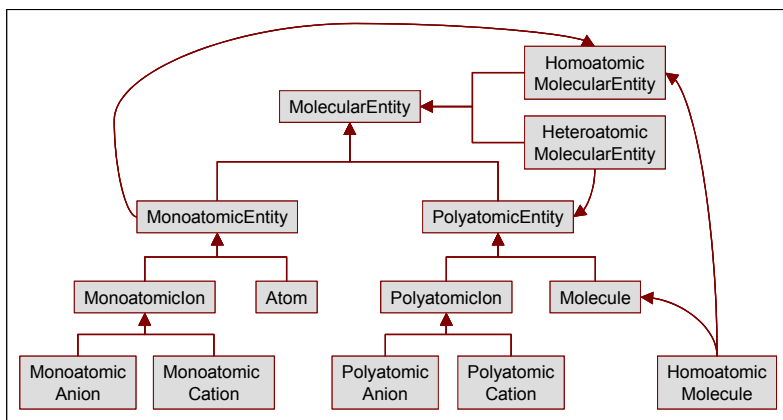 Homoatomic
MolecularEntity
MolecularEntity
Heteroatomic
MolecularEntity
MonoatomicEntity
PolyatomicEntity
MonoatomicIon
Atom
PolyatomicIon
Molecule
Monoatomic
Anion
Monoatomic
Cation
Polyatomic
Anion
Polyatomic
Cation
Homoatomic
Molecule